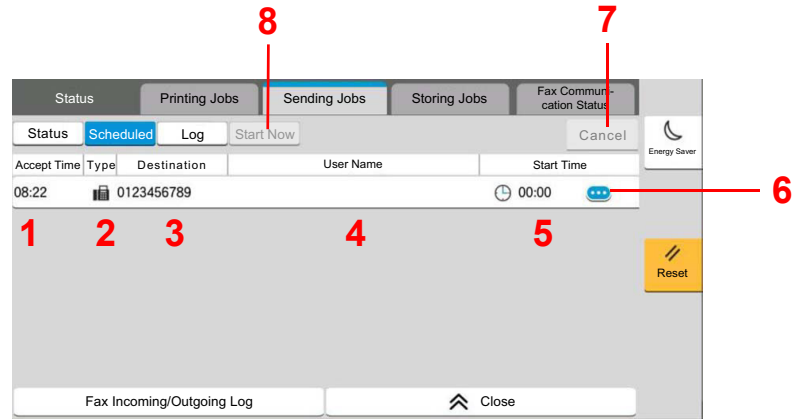 8
7
Status
Printing Jobs
Sending Jobs
Storing Jobs
Fax Commun-
cation Status
Status
Scheduled
Log
Start Now
Cancel
Energy Saver
Accept Time
Type
Destination
User Name
Start Time
08:22
0123456789
00:00
6
1
2
3
4
5
Reset
Fax Incoming/Outgoing Log
Close